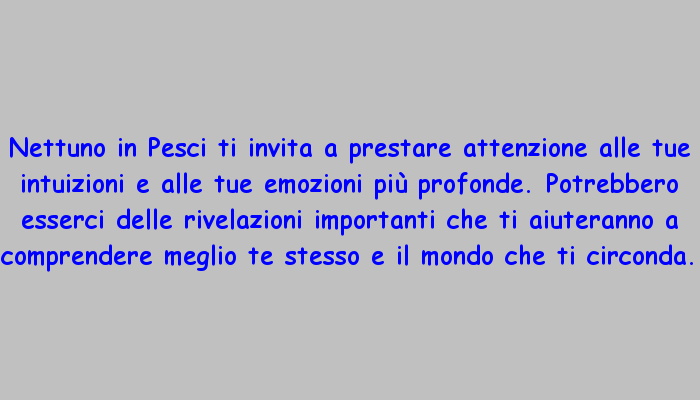 Nettuno in Pesci ti invita a prestare attenzione alle tue
intuizioni e alle tue emozioni più profonde. Potrebbero
esserci delle rivelazioni importanti che ti aiuteranno a
comprendere meglio te stesso e il mondo che ti circonda.